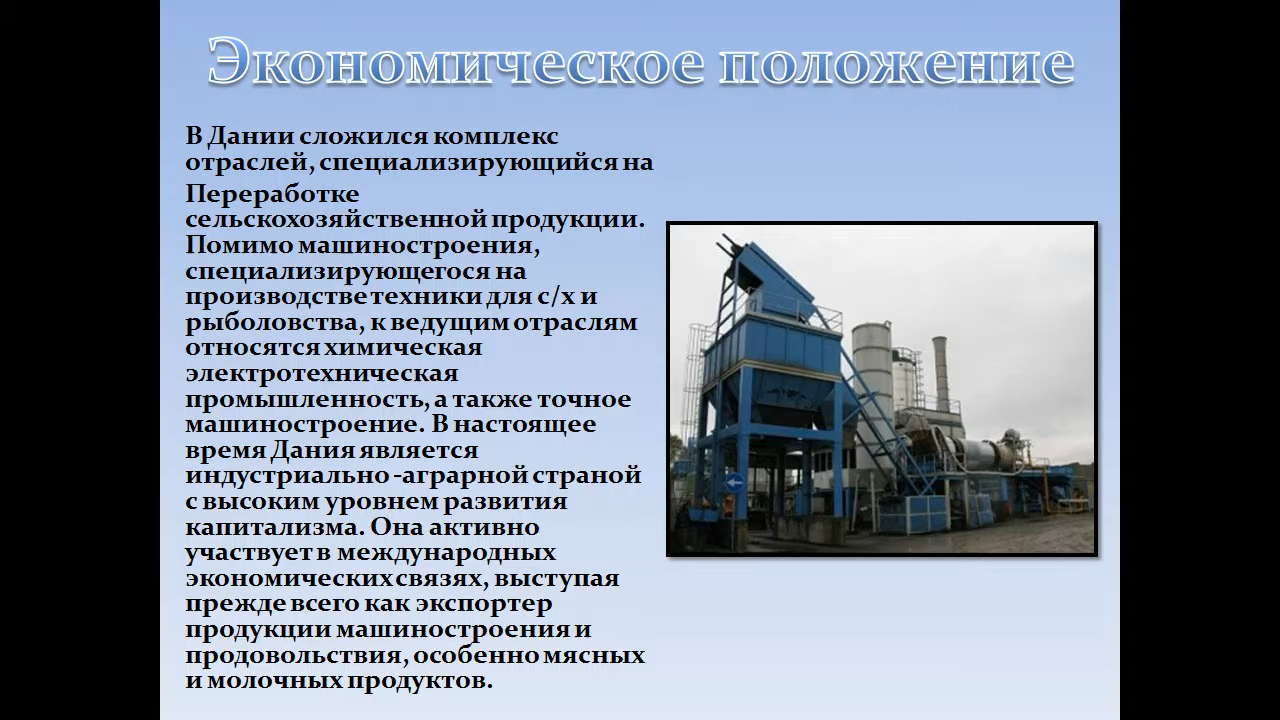 Экономическое положение
В Дании сложился комплекс
отраслей, специализирующийся на
Переработке
сельскохозяйственной продукции.
Помимо машиностроения,
специализирующегося на
производстве техники для с/х и
рыболовства, к ведущим отраслям
относятся химическая
электротехническая
промышленность, а также точное
машиностроение. В настоящее
время Дания является
индустриально -аграрной страной
с высоким уровнем развития
капитализма. Она активно
участвует в международных
экономических связях, выступая
прежде всего как экспортер
продукции машиностроения и
продовольствия, особенно мясных
и молочных продуктов.